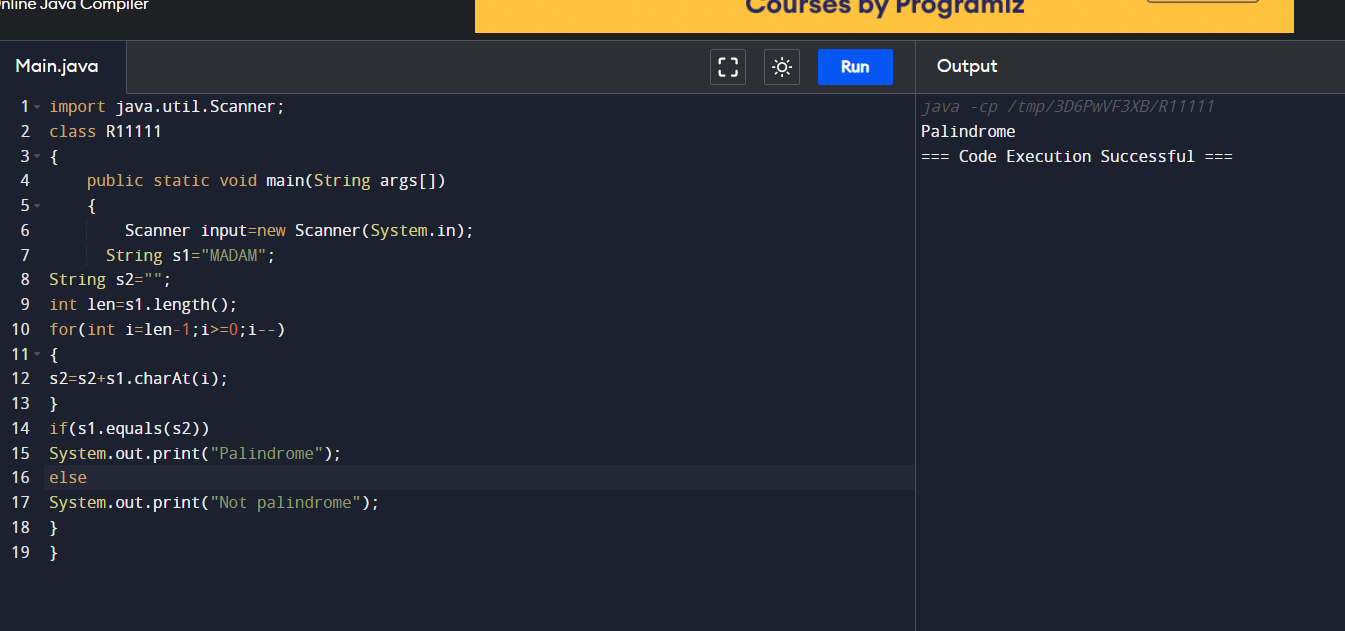 nline Java Compiler
Courses by Programiz
Main.java
Run
Output
1 import java.util.Scanner;
2 class R11111
3 {
4 public static void main(String args[])
5 {
6 Scanner input=new Scanner(System.in);
7 String s1="MADAM";
8 String s2="";
9 int len=s1.length();
10 for(int i=len-1;i>=0;i--)
11 {
12 s2=s2+s1.charAt(i);
13 }
14 if(s1.equals(s2))
15 System.out.print("Palindrome");
16 else
17 System.out.print("Not palindrome");
18 }
19 }
java -cp /tmp/3D6PwVF3XB/R11111
Palindrome
=== Code Execution Successful ===